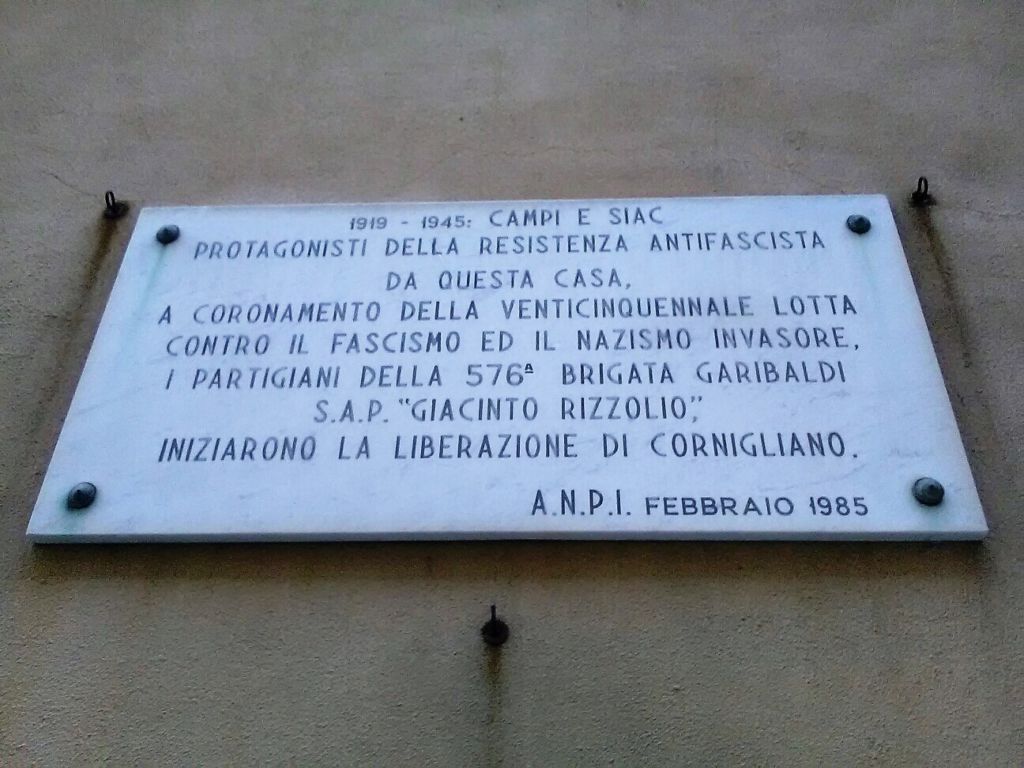 1919 - 1945: CAMPI E SIAC
PROTAGONISTI DELLA RESISTENZA ANTIFASCISTA
DA QUESTA CASA,
A CORONAMENTO DELLA VENTICINQUENNALE LOTTA
CONTRO IL FASCISMO ED IL NAZISMO INVASORE,
I PARTIGIANI DELLA 576ª BRIGATA GARIBALDI
S.A.P. "GIACINTO RIZZOLIO",
INIZIARONO LA LIBERAZIONE DI CORNIGLIANO.
A.N.P.I. FEBBRAIO 1985